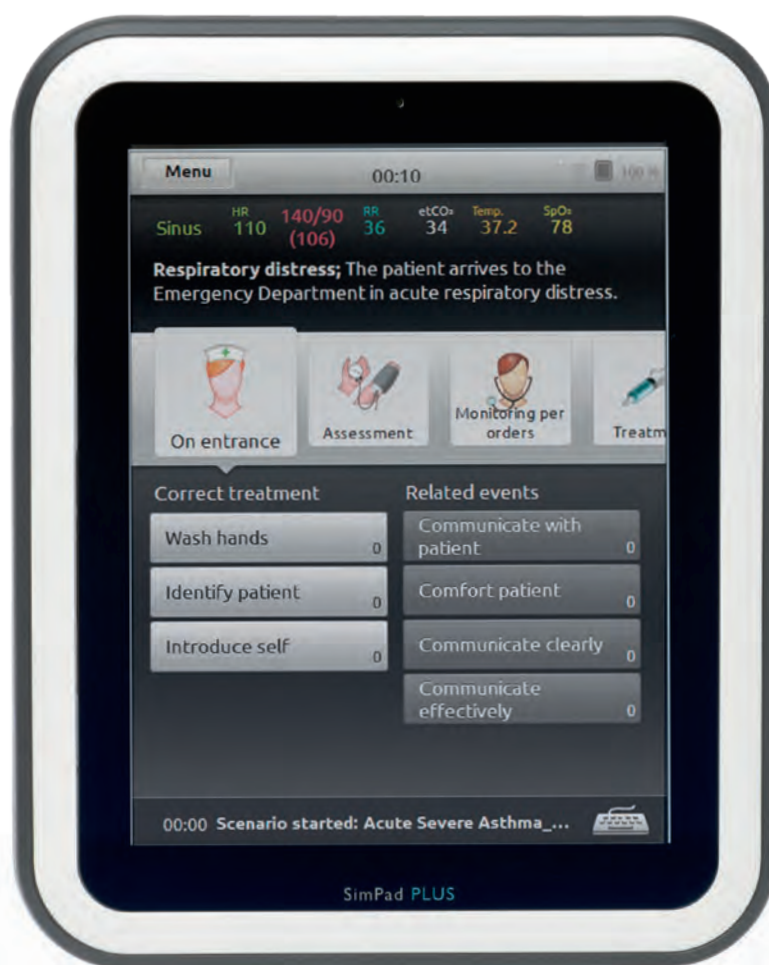 Menu
00:10
100 %
HR
140/90
RR
etCO₂
Temp.
SpO₂
Sinus
110
(106)
36
34
37.2
78
Respiratory distress; The patient arrives to the
Emergency Department in acute respiratory distress.
On entrance
Assessment
Monitoring per
orders
Treatm
Correct treatment
Related events
Wash hands
0
Communicate with
patient
0
Identify patient
0
Comfort patient
0
Introduce self
0
Communicate clearly
0
Communicate
effectively
0
00:00 Scenario started: Acute Severe Asthma_...
SimPad PLUS